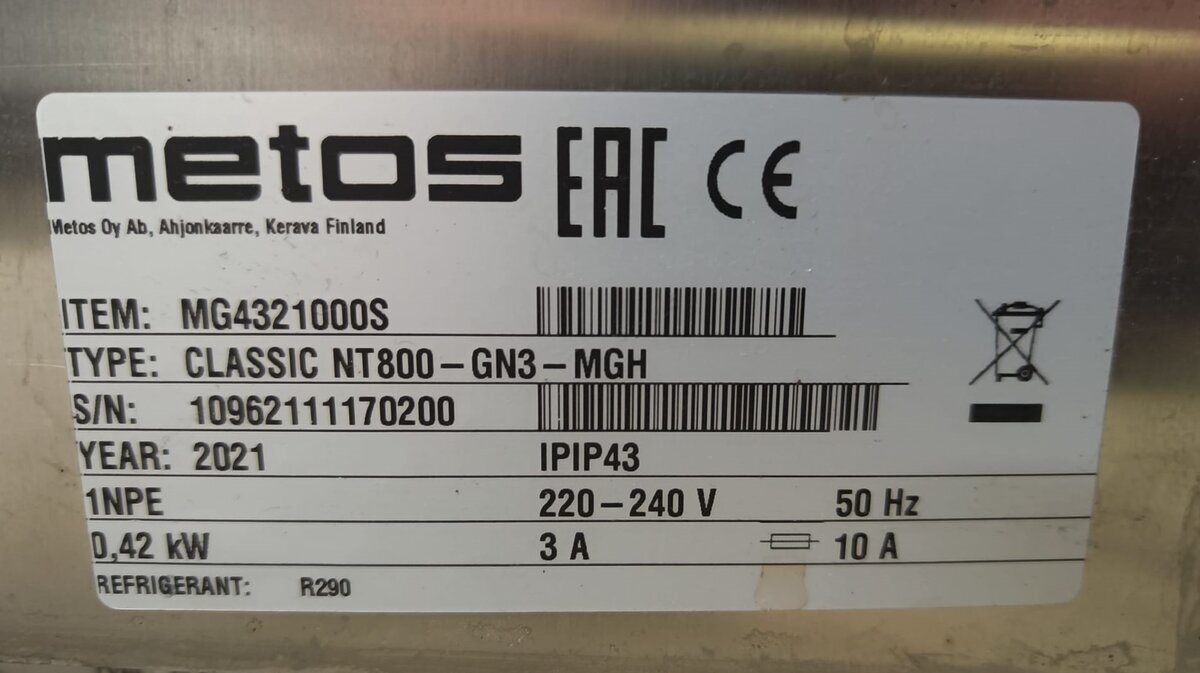 metos EAC CE
Metos Oy Ab, Ahjonkaarre, Kerava Finland
ITEM: MG4321000S
TYPE: CLASSIC NT800-GN3-MGH
S/N: 10962111170200
YEAR: 2021 IPIP43
1NPE 220-240 V 50 Hz
0,42 kW 3 A 10 A
REFRIGERANT: R290